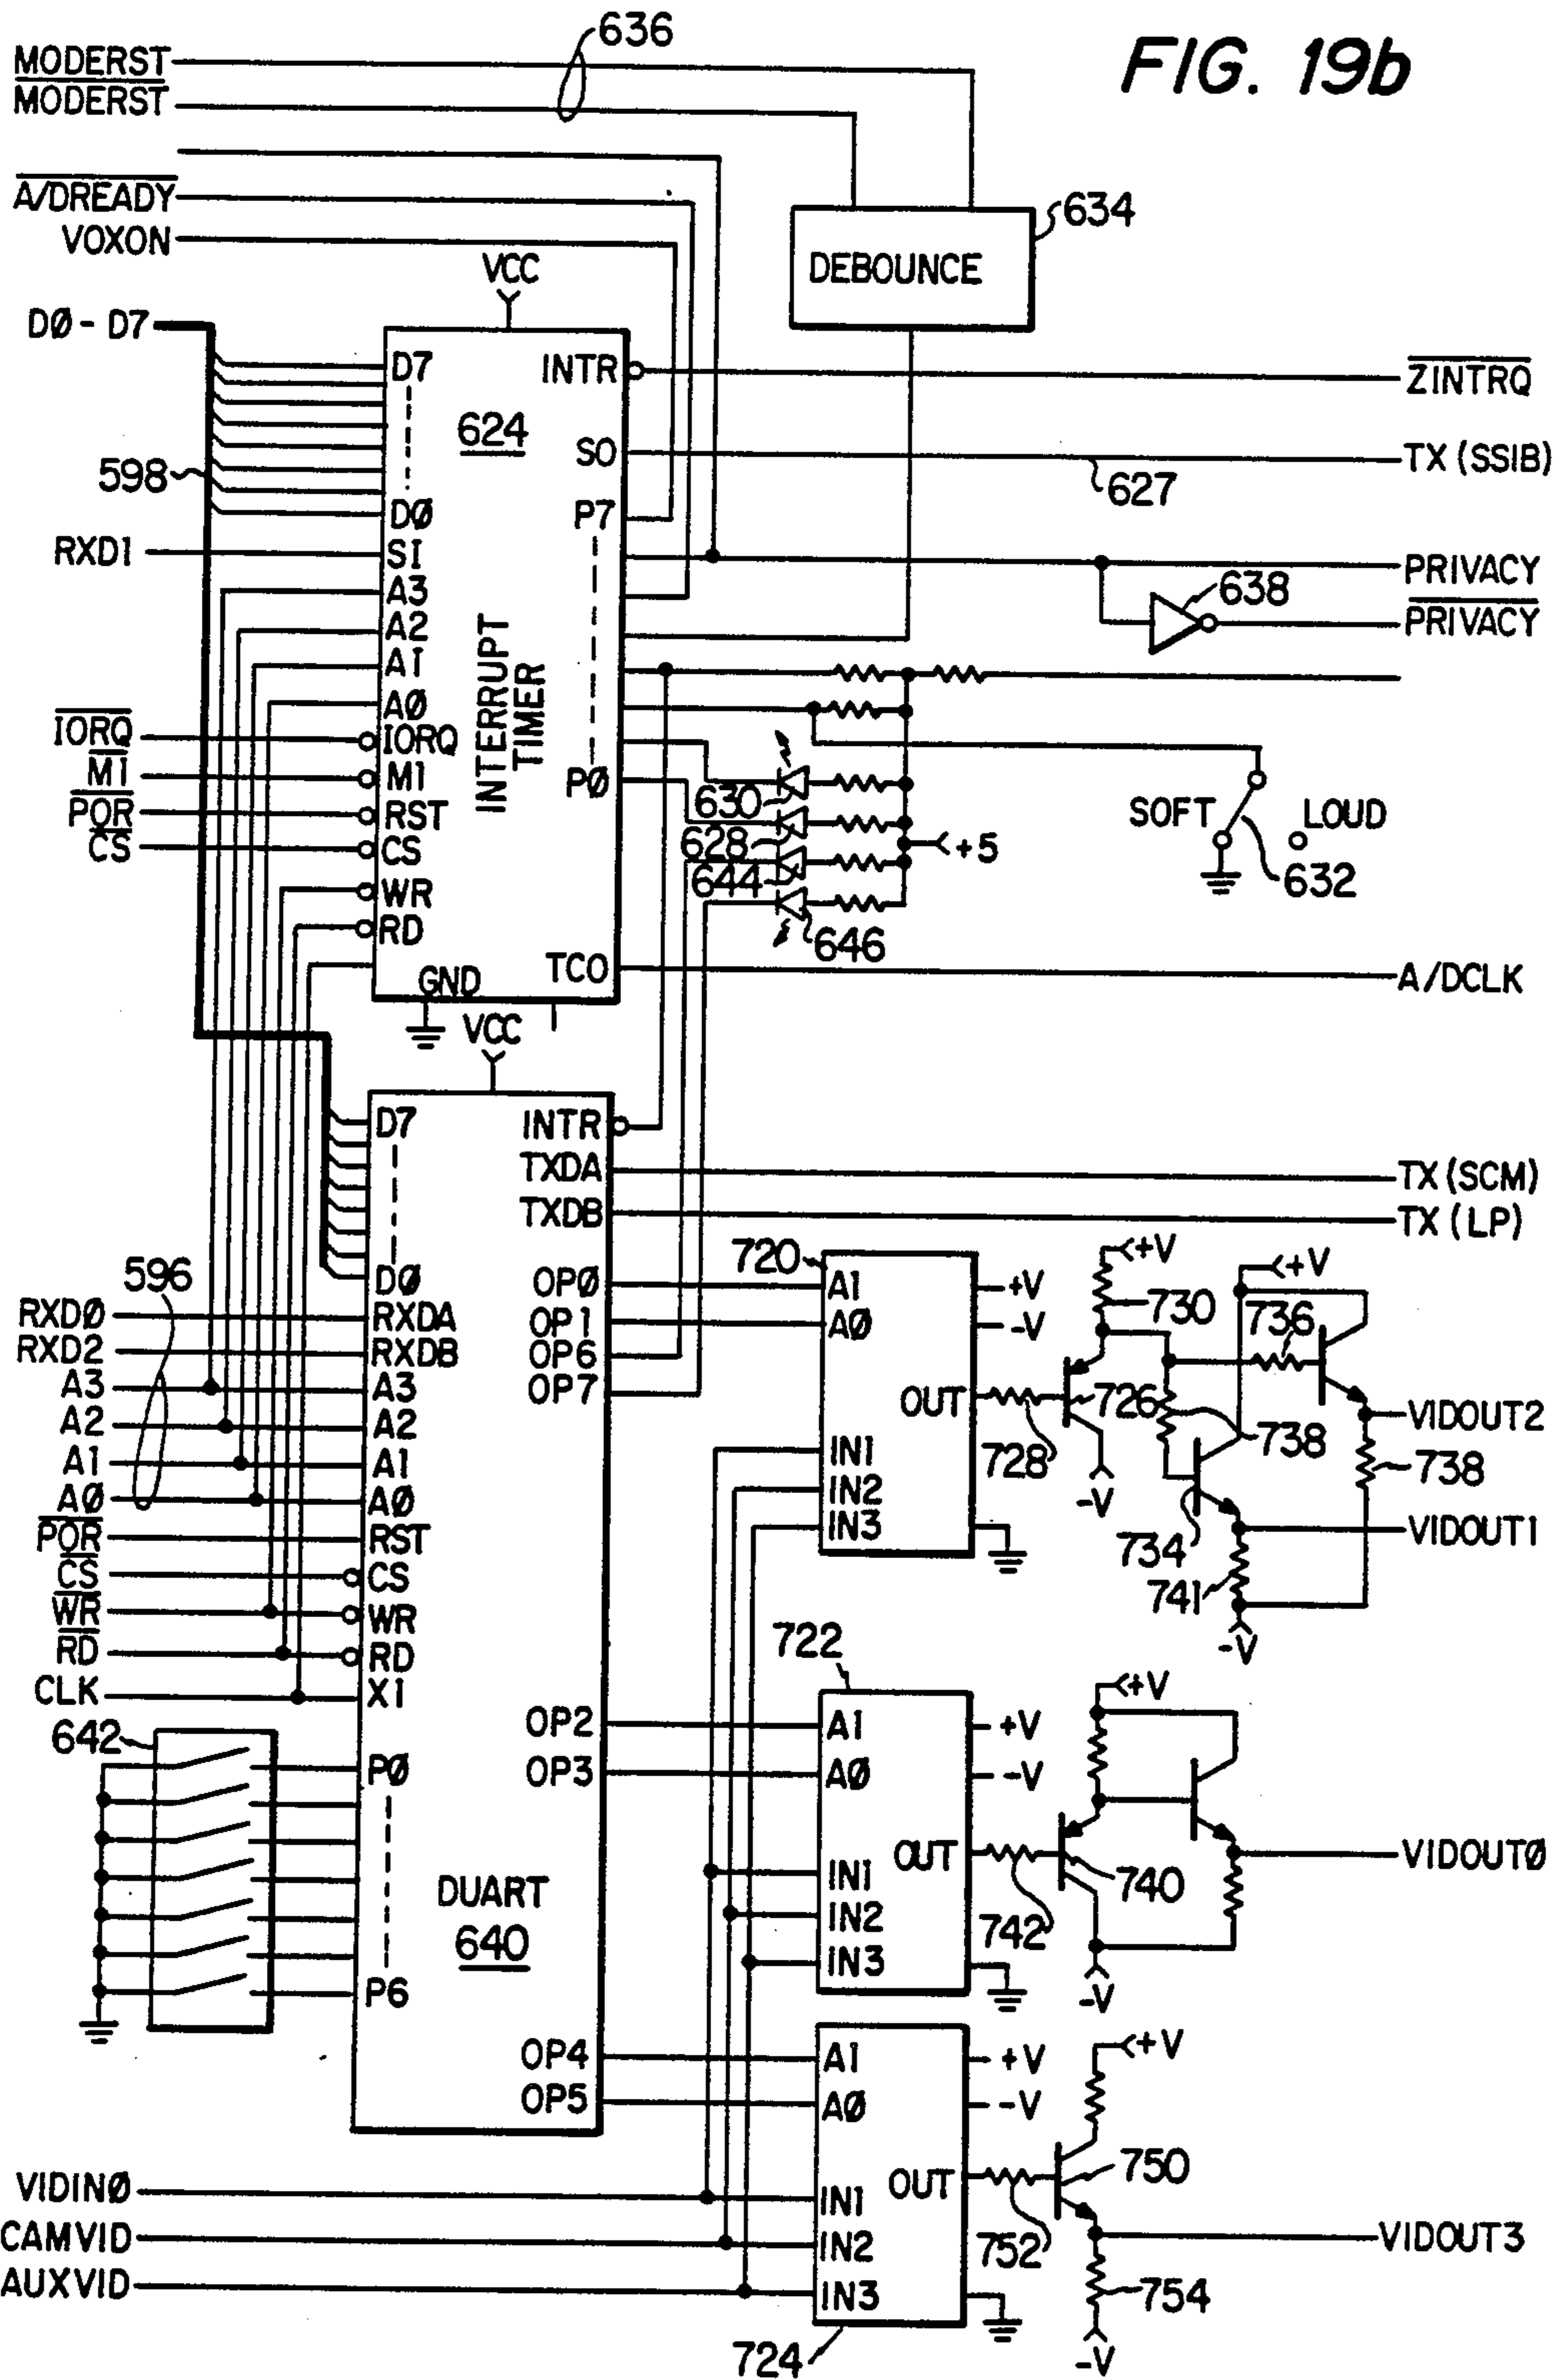 FIG. 19b
636
MODERST
MODERST
A/DREADY
VOXON
634
DEBOUNCE
VCC
DØ - D7
D7
INTR
ZINTRQ
624
SO
TX (SSIB)
598
627
DØ
P7
RXD1
SI
PRIVACY
A3
638
A2
PRIVACY
A1
AØ
INTERRUPT TIMER
IORQ
IORQ
M1
M1
PØ
630
SOFT
LOUD
POR
RST
628
CS
CS
+5
644
632
WR
RD
646
GND
TCO
A/DCLK
VCC
D7
INTR
TXDA
TX (SCM)
TXDB
TX (LP)
596
DØ
720
+V
+V
OPØ
A1
+V
730
736
RXDØ
RXDA
OP1
AØ
-V
RXD2
RXDB
OP6
A3
A3
OP7
OUT
726
VIDOUT2
A2
A2
728
738
738
A1
A1
IN1
AØ
AØ
IN2
-V
POR
RST
IN3
734
VIDOUT1
CS
CS
741
WR
WR
-V
RD
RD
722
CLK
X1
+V
642
OP2
A1
+V
PØ
OP3
AØ
-V
OUT
VIDOUTØ
DUART
IN1
740
640
IN2
742
IN3
P6
-V
OP4
A1
+V
+V
OP5
AØ
-V
OUT
750
VIDINØ
IN1
CAMVID
IN2
752
VIDOUT3
AUXVID
IN3
754
724
-V